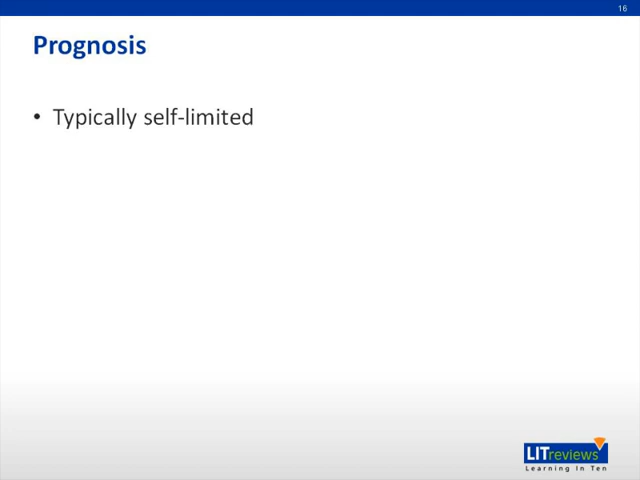 16
Prognosis
• Typically self-limited
LITreviews
Learning In Ten